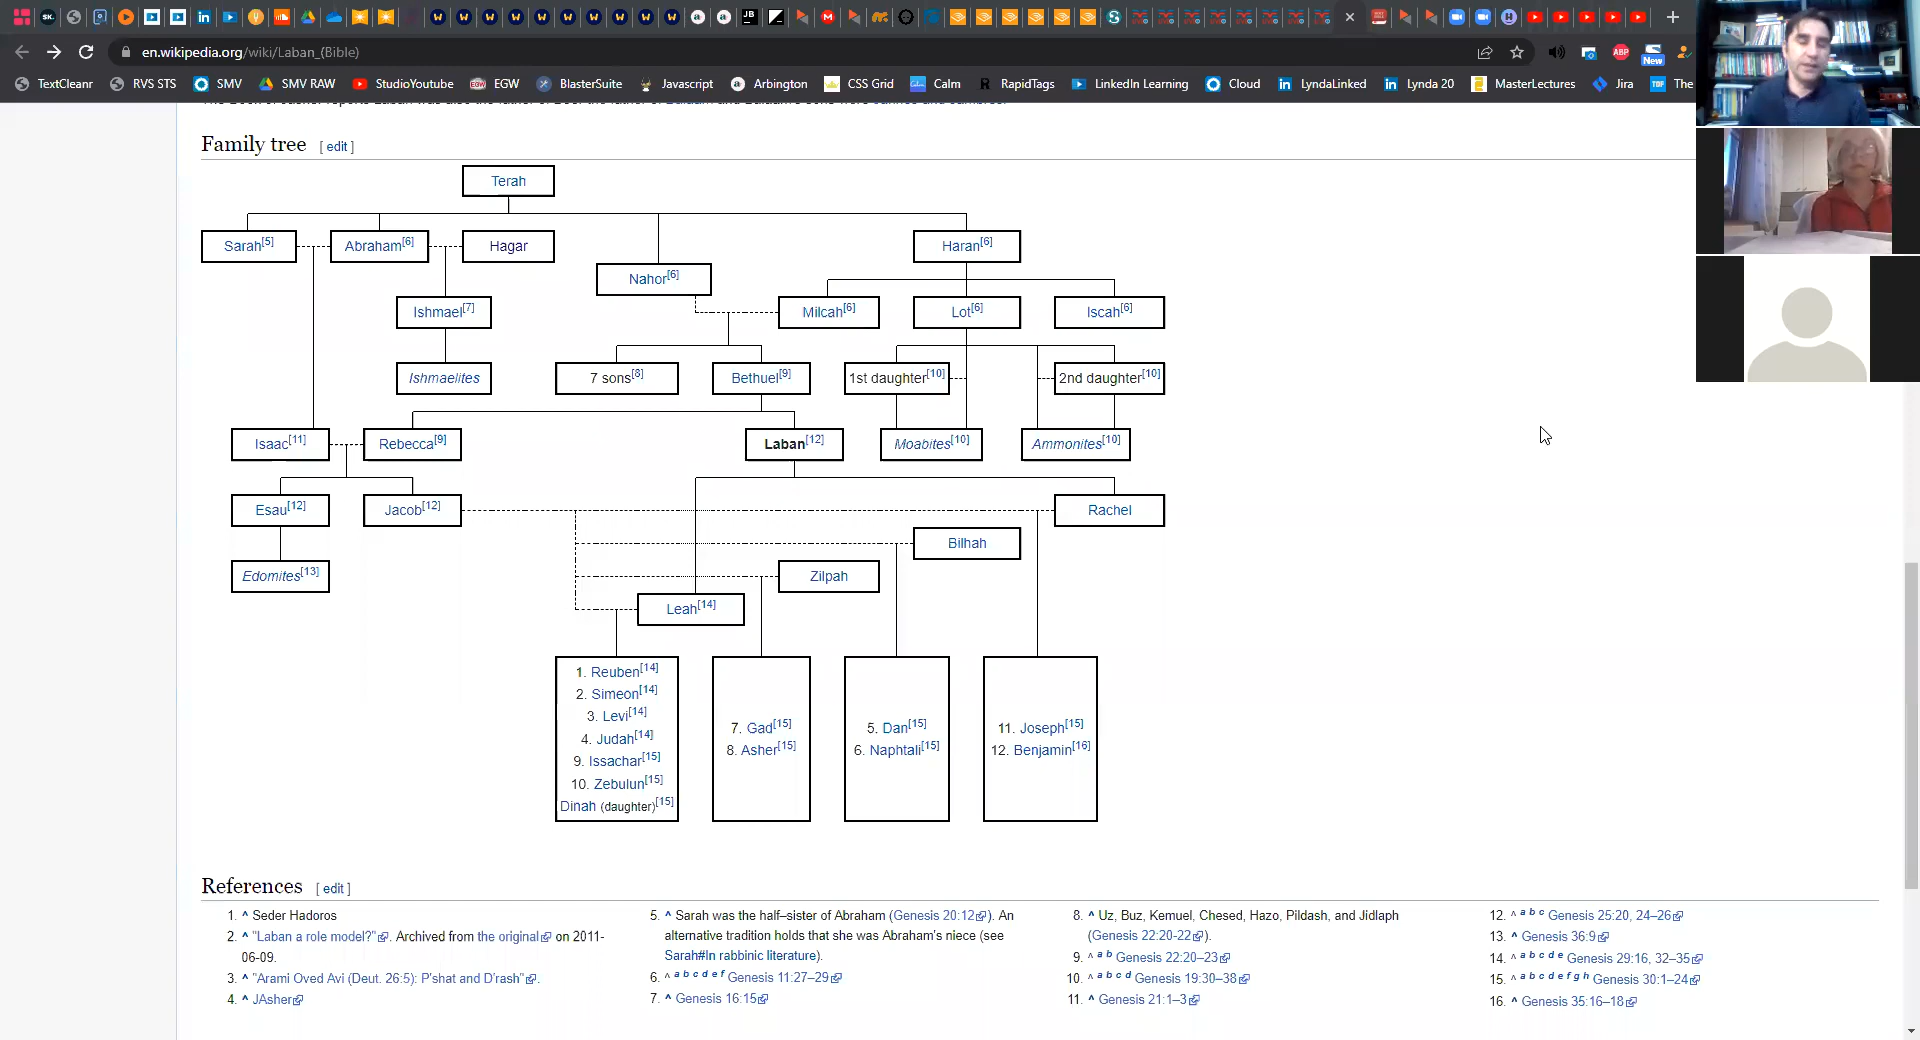 SK.
JB
en.wikipedia.org/wiki/Laban_(Bible)
ABP
New
TextCleanr
RVS STS
SMV
SMV RAW
StudioYoutube
EGW
BlasterSuite
Javascript
Arbington
CSS Grid
Calm
RapidTags
LinkedIn Learning
Cloud
LyndaLinked
Lynda 20
MasterLectures
Jira
The
Family tree [ edit ]
Terah
Sarah[5]
Abraham[6]
Hagar
Haran[6]
Nahor[6]
Ishmael[7]
Milcah[6]
Lot[6]
Iscah[6]
Ishmaelites
7 sons[8]
Bethuel[9]
1st daughter[10]
2nd daughter[10]
Isaac[11]
Rebecca[9]
Laban[12]
Moabites[10]
Ammonites[10]
Esau[12]
Jacob[12]
Rachel
Bilhah
Edomites[13]
Zilpah
Leah[14]
1. Reuben[14]
2. Simeon[14]
3. Levi[14]
4. Judah[14]
9. Issachar[15]
10. Zebulun[15]
Dinah (daughter)[15]
7. Gad[15]
8. Asher[15]
5. Dan[15]
6. Naphtali[15]
11. Joseph[15]
12. Benjamin[16]
References [ edit ]
1. ^ Seder Hadoros
2. ^ "Laban a role model?". Archived from the original on 2011-
06-09.
3. ^ "Arami Oved Avi (Deut. 26:5): P'shat and D'rash".
4. ^ JAsher
5. ^ Sarah was the half–sister of Abraham (Genesis 20:12). An
alternative tradition holds that she was Abraham's niece (see
Sarah#In rabbinic literature).
6. ^ a b c d e f Genesis 11:27–29
7. ^ Genesis 16:15
8. ^ Uz, Buz, Kemuel, Chesed, Hazo, Pildash, and Jidlaph
(Genesis 22:20-22).
9. ^ a b Genesis 22:20–23
10. ^ a b c d Genesis 19:30–38
11. ^ Genesis 21:1–3
12. ^ a b c Genesis 25:20, 24–26
13. ^ Genesis 36:9
14. ^ a b c d e Genesis 29:16, 32–35
15. ^ a b c d e f g h Genesis 30:1–24
16. ^ Genesis 35:16–18